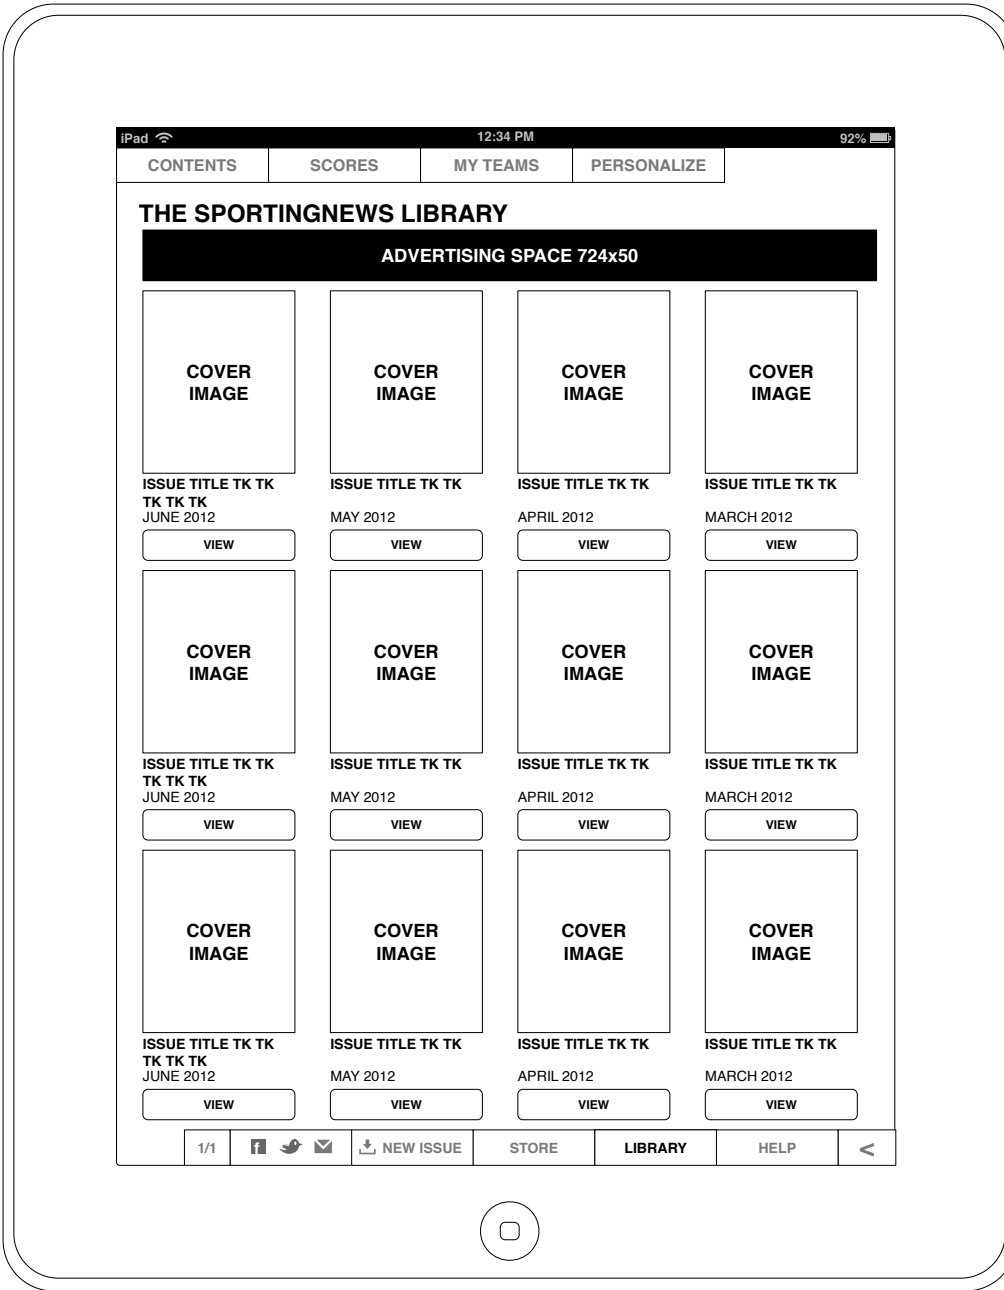 iPad 12:34 PM 92%
CONTENTS SCORES MY TEAMS PERSONALIZE
THE SPORTINGNEWS LIBRARY
ADVERTISING SPACE 724x50
COVER COVER COVER COVER
IMAGE IMAGE IMAGE IMAGE
ISSUE TITLE TK TK ISSUE TITLE TK TK ISSUE TITLE TK TK ISSUE TITLE TK TK
TK TK TK
JUNE 2012 MAY 2012 APRIL 2012 MARCH 2012
VIEW VIEW VIEW VIEW
COVER COVER COVER COVER
IMAGE IMAGE IMAGE IMAGE
ISSUE TITLE TK TK ISSUE TITLE TK TK ISSUE TITLE TK TK ISSUE TITLE TK TK
TK TK TK
JUNE 2012 MAY 2012 APRIL 2012 MARCH 2012
VIEW VIEW VIEW VIEW
COVER COVER COVER COVER
IMAGE IMAGE IMAGE IMAGE
ISSUE TITLE TK TK ISSUE TITLE TK TK ISSUE TITLE TK TK ISSUE TITLE TK TK
TK TK TK
JUNE 2012 MAY 2012 APRIL 2012 MARCH 2012
VIEW VIEW VIEW VIEW
1/1 f NEW ISSUE STORE LIBRARY HELP <